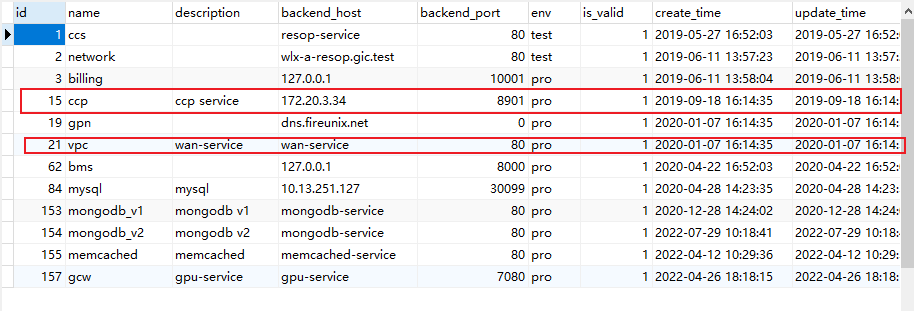 id name description backend_host backend_port env is_valid create_time update_time
1 ccs resop-service 80 test 1 2019-05-27 16:52:03 2019-05-27 16:52:
2 network wlx-a-resop.gic.test 80 test 1 2019-06-11 13:57:23 2019-06-11 13:57:
3 billing 127.0.0.1 10001 pro 1 2019-06-11 13:58:04 2019-06-11 13:58:
15 ccp ccp service 172.20.3.34 8901 pro 1 2019-09-18 16:14:35 2019-09-18 16:14:
19 gpn dns.fireunix.net 0 pro 1 2020-01-07 16:14:35 2020-01-07 16:14:
21 vpc wan-service wan-service 80 pro 1 2020-01-07 16:14:35 2020-01-07 16:14:
62 bms 127.0.0.1 8000 pro 1 2020-04-22 16:52:03 2020-04-22 16:52:
84 mysql mysql 10.13.251.127 30099 pro 1 2020-04-28 14:23:35 2020-04-28 14:23:
153 mongodb_v1 mongodb v1 mongodb-service 80 pro 1 2020-12-28 14:24:02 2020-12-28 14:24:
154 mongodb_v2 mongodb v2 mongodb-service 80 pro 1 2022-07-29 10:18:41 2022-07-29 10:18:
155 memcached memcached memcached-service 80 pro 1 2022-04-12 10:29:36 2022-04-12 10:29:
157 gcw gpu-service gpu-service 7080 pro 1 2022-04-26 18:18:15 2022-04-26 18:18: